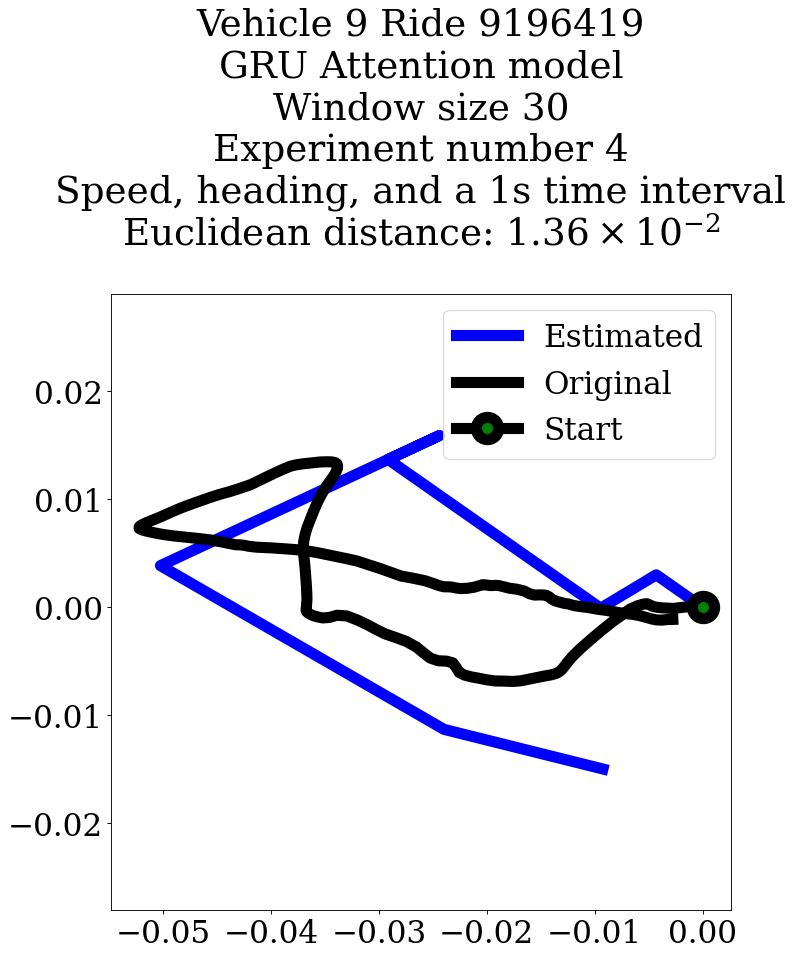 Vehicle 9 Ride 9196419
GRU Attention model
Window size 30
Experiment number 4
Speed, heading, and a 1s time interval
Euclidean distance: 1.36 × 10⁻²
Estimated
Original
Start
0.02
0.01
0.00
−0.01
−0.02
−0.05 −0.04 −0.03 −0.02 −0.01 0.00